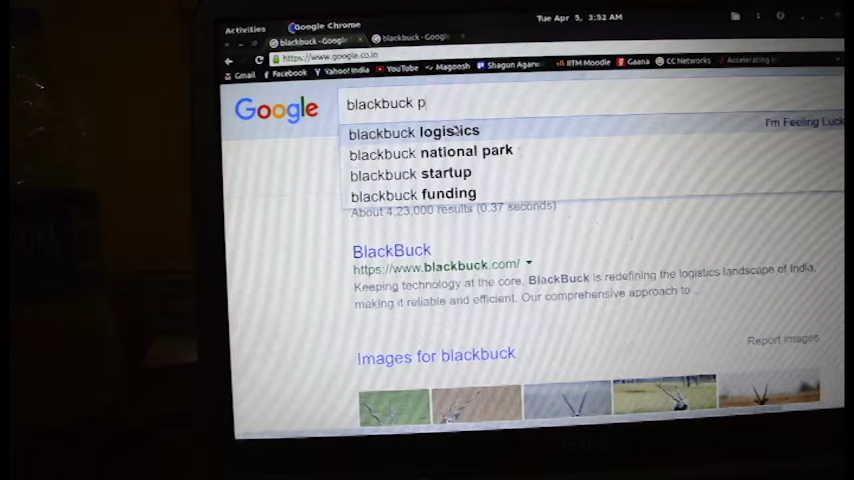 Activities Google Chrome Tue Apr 5, 3:52 AM
blackbuck - Google blackbuck - Google
https://www.google.co.in
Gmail Facebook Yahoo! India YouTube Magoosh Shagun Agarw IITM Moodle Gaana CC Networks Accelerating
Google blackbuck p
blackbuck logistics I'm Feeling Luck
blackbuck national park
blackbuck startup
blackbuck funding
About 4,23,000 results (0.37 seconds)
BlackBuck
https://www.blackbuck.com/
Keeping technology at the core, BlackBuck is redefining the logistics landscape of India,
making it reliable and efficient. Our comprehensive approach to ...
Images for blackbuck Report images